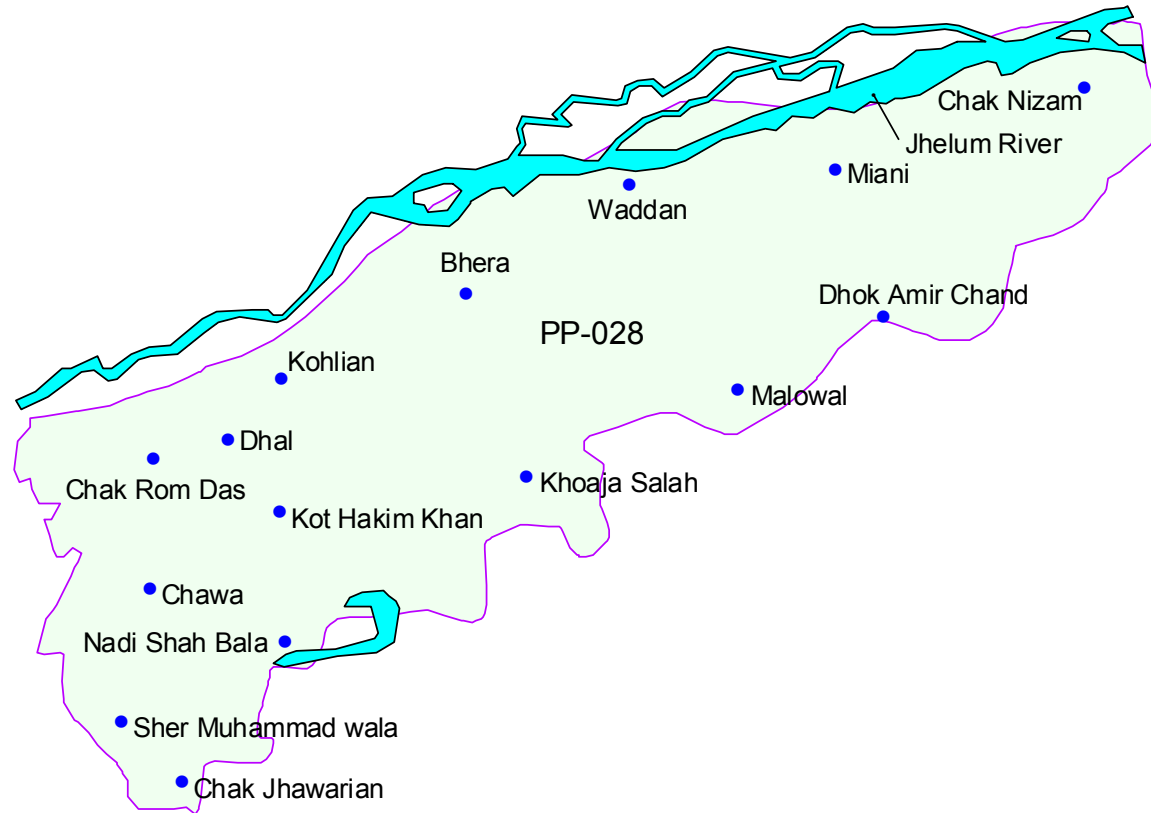 Chak Nizam
Jhelum River
Miani
Waddan
Bhera
Dhok Amir Chand
PP-028
Kohlian
Malowal
Dhal
Khoaja Salah
Chak Rom Das
Kot Hakim Khan
Chawa
Nadi Shah Bala
Sher Muhammad wala
Chak Jhawarian